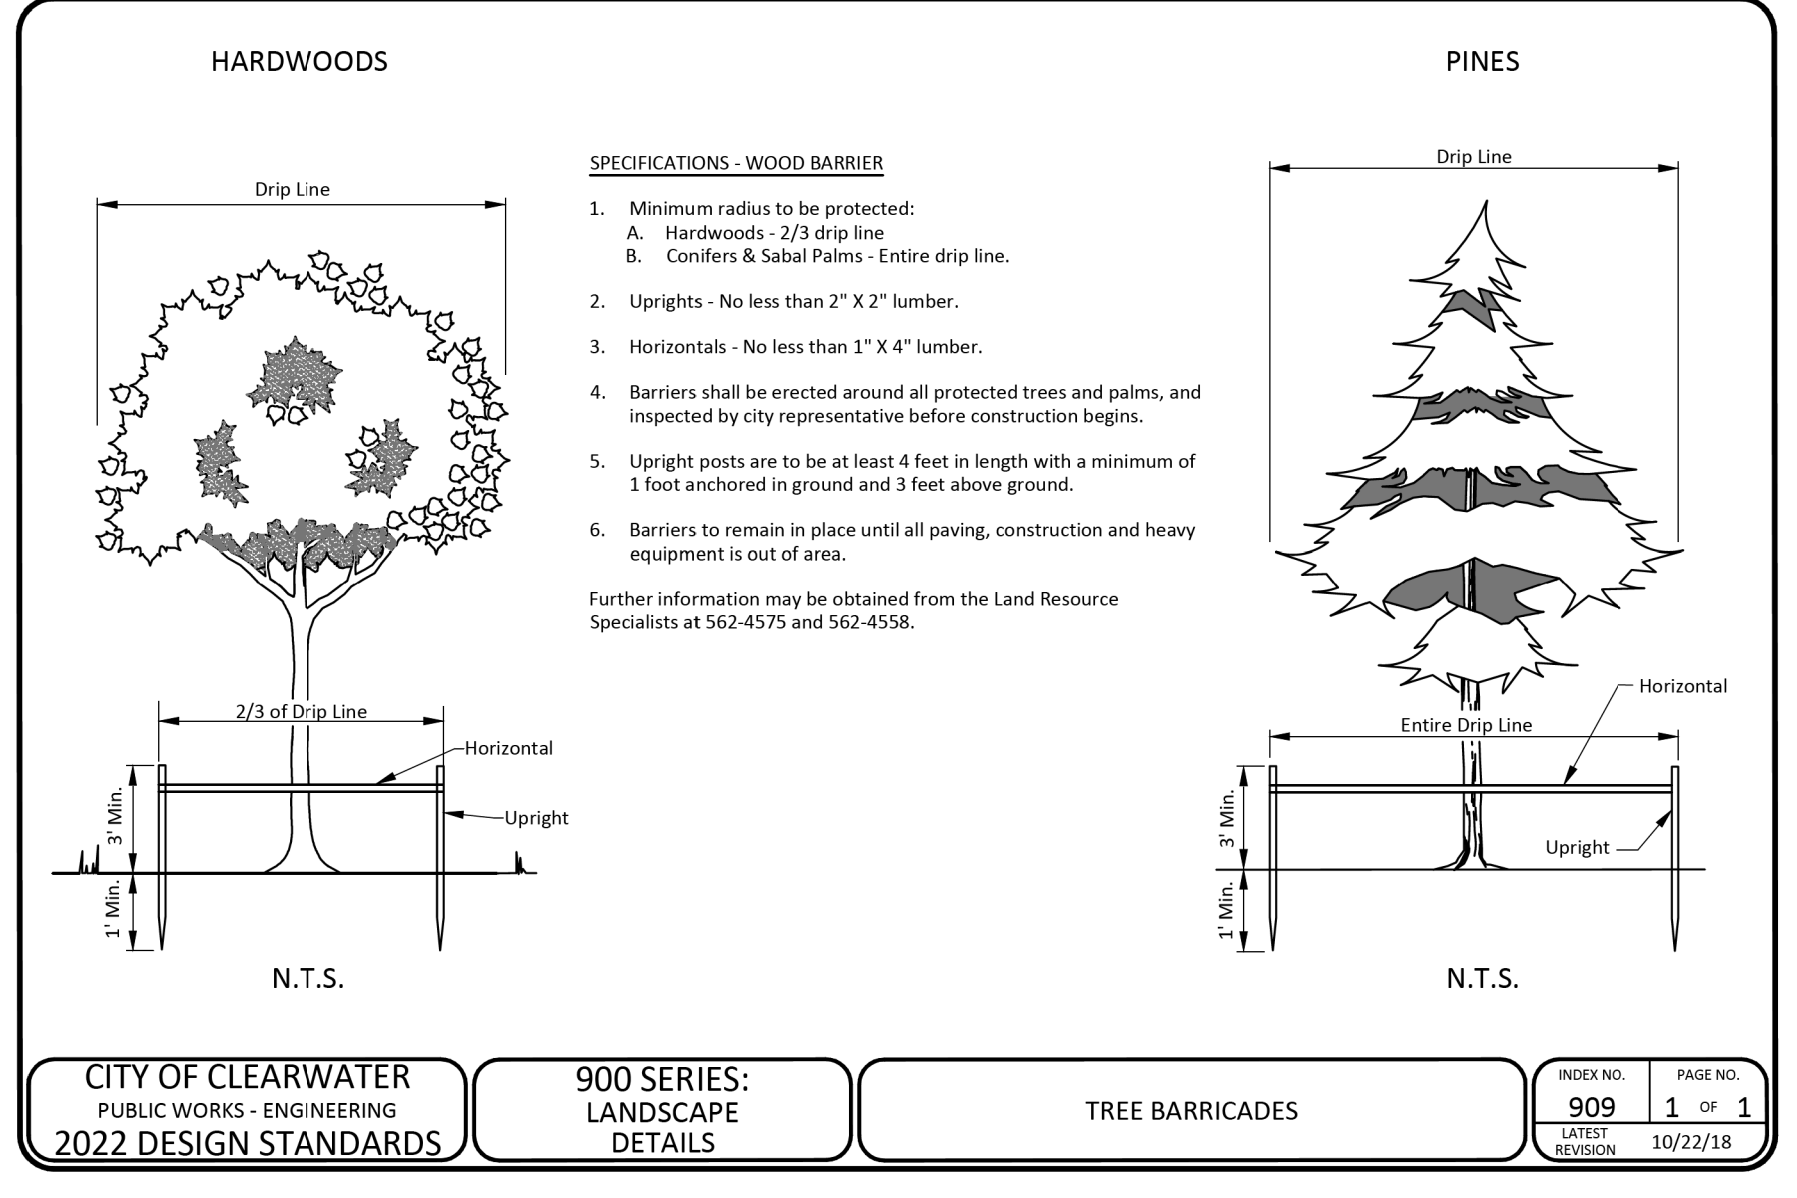 HARDWOODS
Drip Line
2/3 of Drip Line
Horizontal
Upright
3' Min.
1' Min.
N.T.S.
SPECIFICATIONS - WOOD BARRIER
1. Minimum radius to be protected:
A. Hardwoods - 2/3 drip line
B. Conifers & Sabal Palms - Entire drip line.
2. Uprights - No less than 2" X 2" lumber.
3. Horizontals - No less than 1" X 4" lumber.
4. Barriers shall be erected around all protected trees and palms, and
inspected by city representative before construction begins.
5. Upright posts are to be at least 4 feet in length with a minimum of
1 foot anchored in ground and 3 feet above ground.
6. Barriers to remain in place until all paving, construction and heavy
equipment is out of area.
Further information may be obtained from the Land Resource
Specialists at 562-4575 and 562-4558.
PINES
Drip Line
Horizontal
Entire Drip Line
3' Min.
Upright
1' Min.
N.T.S.
CITY OF CLEARWATER
PUBLIC WORKS - ENGINEERING
2022 DESIGN STANDARDS
900 SERIES:
LANDSCAPE
DETAILS
TREE BARRICADES
INDEX NO.
909
PAGE NO.
1 OF 1
LATEST
REVISION
10/22/18